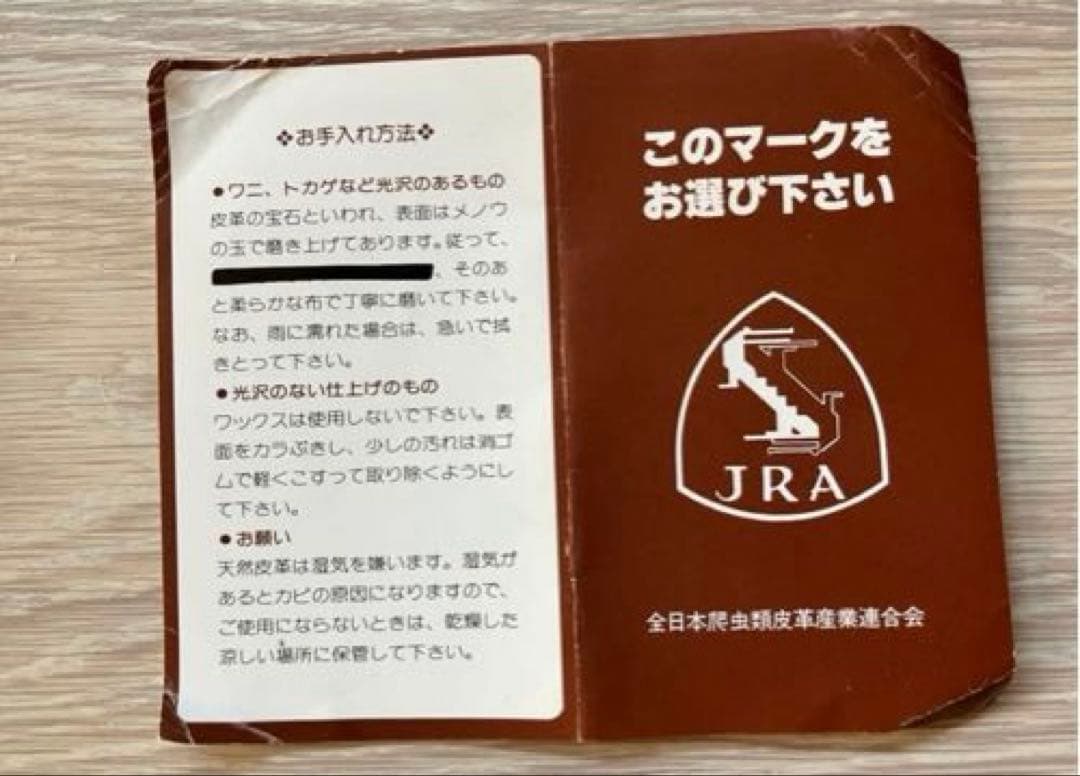 ❖お手入れ方法❖
●ワニ、トカゲなど光沢のあるもの
皮革の宝石といわれ、表面はメノウ
の玉で磨き上げてあります。従って、
、そのあ
と柔らかな布で丁寧に磨いて下さい。
なお、雨に濡れた場合は、急いで拭
きとって下さい。
●光沢のない仕上げのもの
ワックスは使用しないで下さい。表
面をカラぶきし、少しの汚れは消ゴ
ムで軽くこすって取り除くようにし
て下さい。
●お願い
天然皮革は湿気を嫌います。湿気が
あるとカビの原因になりますので、
ご使用にならないときは、乾燥した
涼しい場所に保管して下さい。
このマークを
お選び下さい
JRA
全日本爬虫類皮革産業連合会